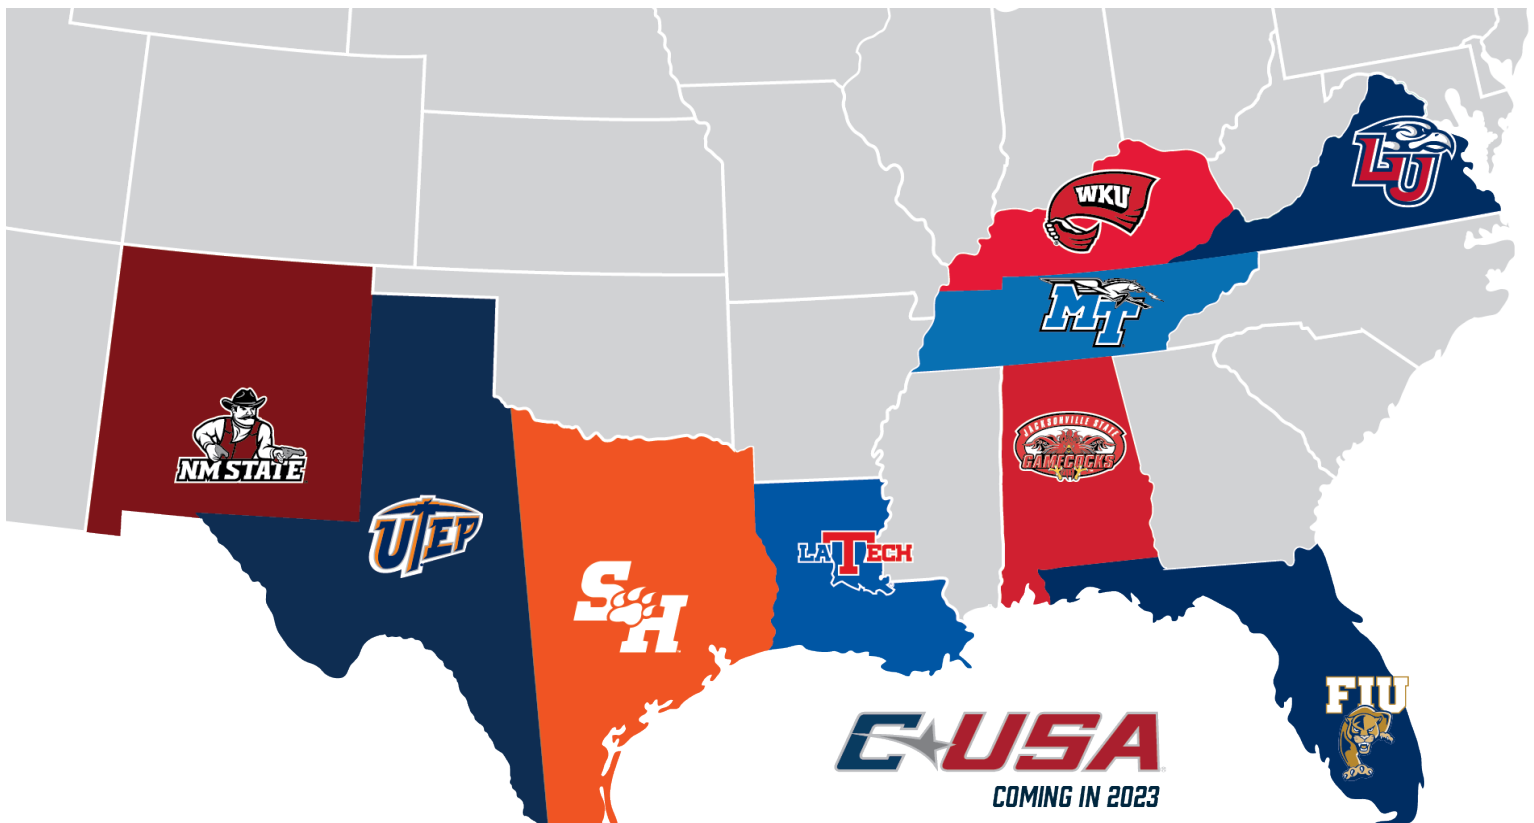 LU
WKU
MT
JACKSONVILLE STATE
GAMECOCKS
NM STATE
UTEP
LA TECH
SH
FIU
C USA
COMING IN 2023